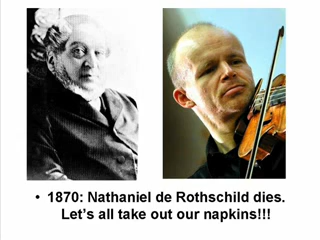 • 1870: Nathaniel de Rothschild dies.
Let's all take out our napkins!!!